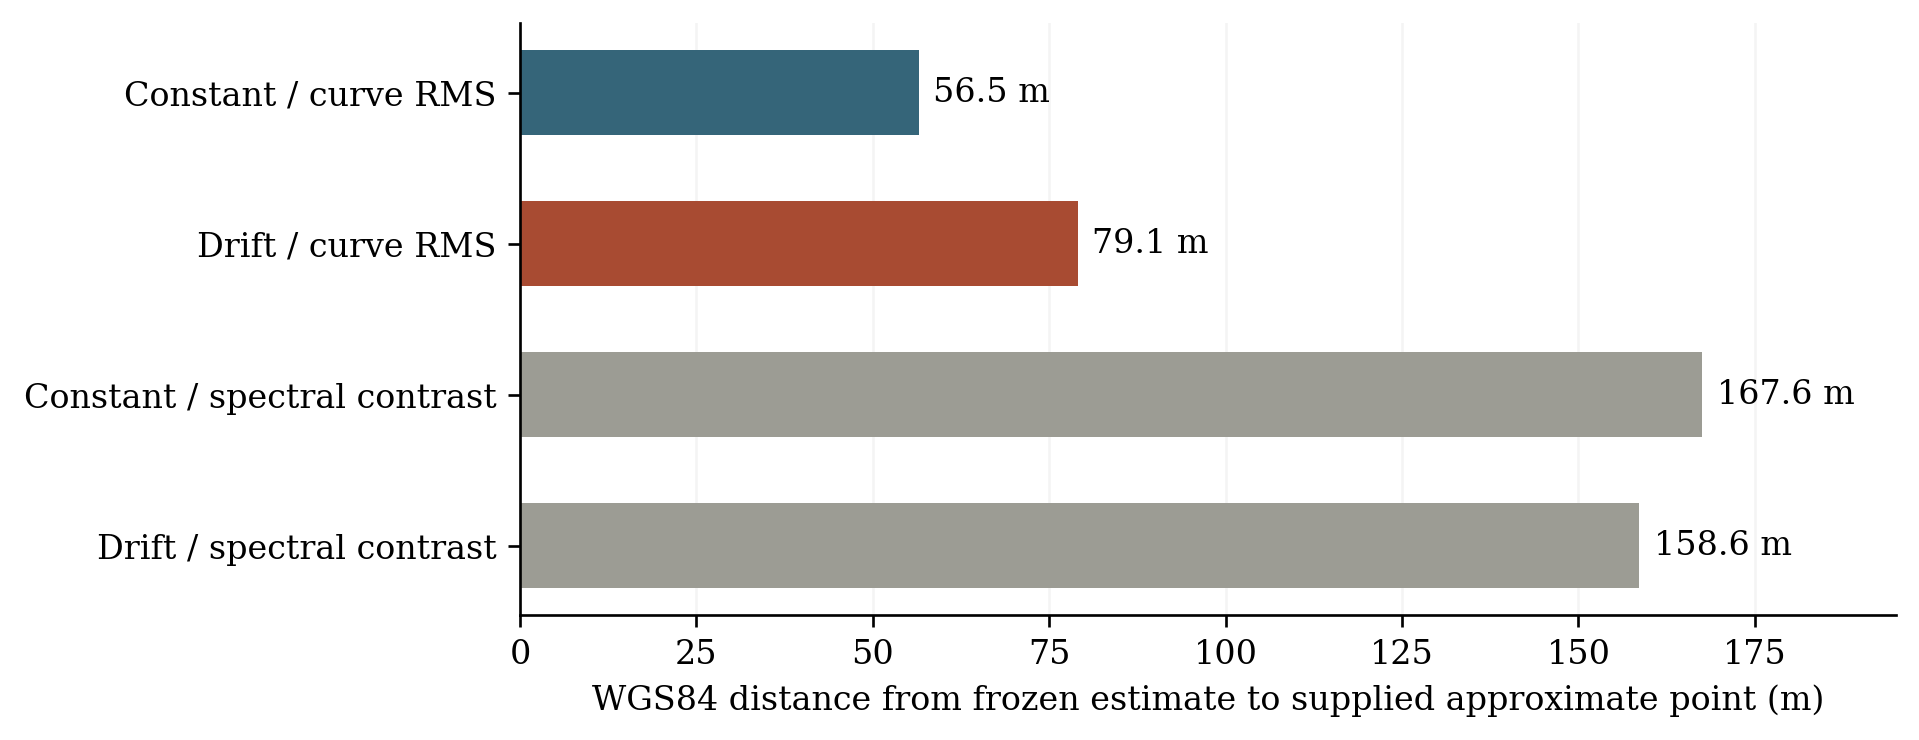 Constant / curve RMS
56.5 m
Drift / curve RMS
79.1 m
Constant / spectral contrast
167.6 m
Drift / spectral contrast
158.6 m
0 25 50 75 100 125 150 175
WGS84 distance from frozen estimate to supplied approximate point (m)